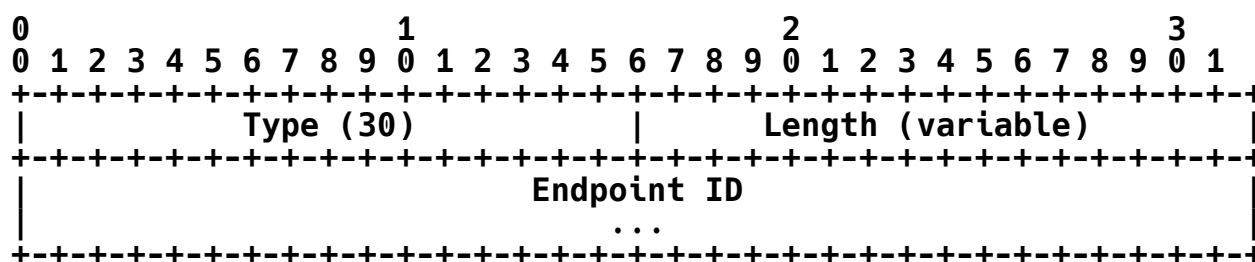 0                   1                   2                   3
0 1 2 3 4 5 6 7 8 9 0 1 2 3 4 5 6 7 8 9 0 1 2 3 4 5 6 7 8 9 0 1
+-+-+-+-+-+-+-+-+-+-+-+-+-+-+-+-+-+-+-+-+-+-+-+-+-+-+-+-+-+-+-+-+
|           Type (30)           |      Length (variable)        |
+-+-+-+-+-+-+-+-+-+-+-+-+-+-+-+-+-+-+-+-+-+-+-+-+-+-+-+-+-+-+-+-+
|                          Endpoint ID                          |
|                              ...                              |
+-+-+-+-+-+-+-+-+-+-+-+-+-+-+-+-+-+-+-+-+-+-+-+-+-+-+-+-+-+-+-+-+